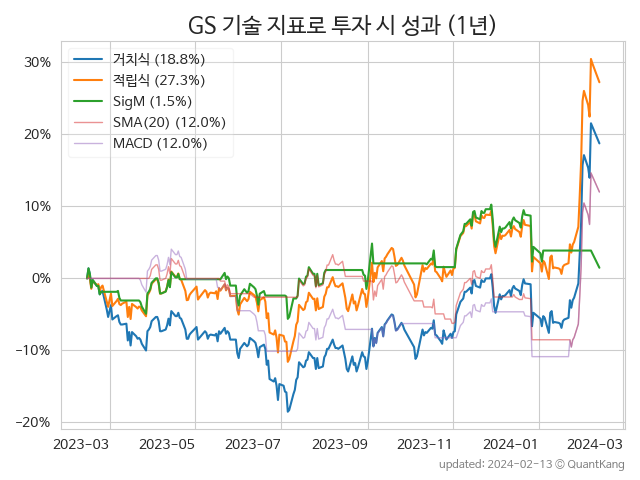 GS 기술 지표로 투자 시 성과 (1년)
거치식 (18.8%)
적립식 (27.3%)
SigM (1.5%)
SMA(20) (12.0%)
MACD (12.0%)
30%
20%
10%
0%
−10%
−20%
2023-03 2023-05 2023-07 2023-09 2023-11 2024-01 2024-03
updated: 2024-02-13 ⓒ QuantKang